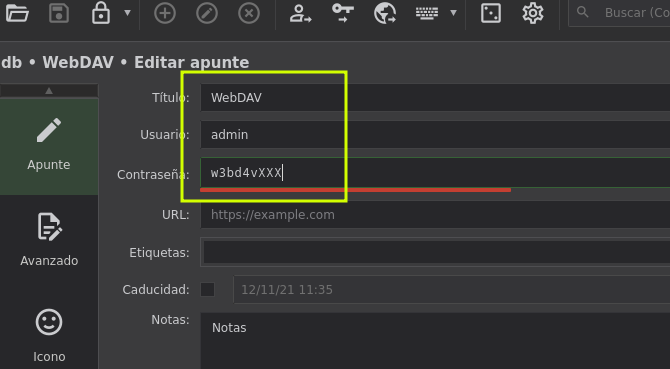 Buscar (Co
db • WebDAV • Editar apunte
Título: WebDAV
Apunte
Usuario: admin
Contraseña: w3bd4vXXX
URL: https://example.com
Avanzado
Etiquetas:
Caducidad: 12/11/21 11:35
Notas: Notas
Icono